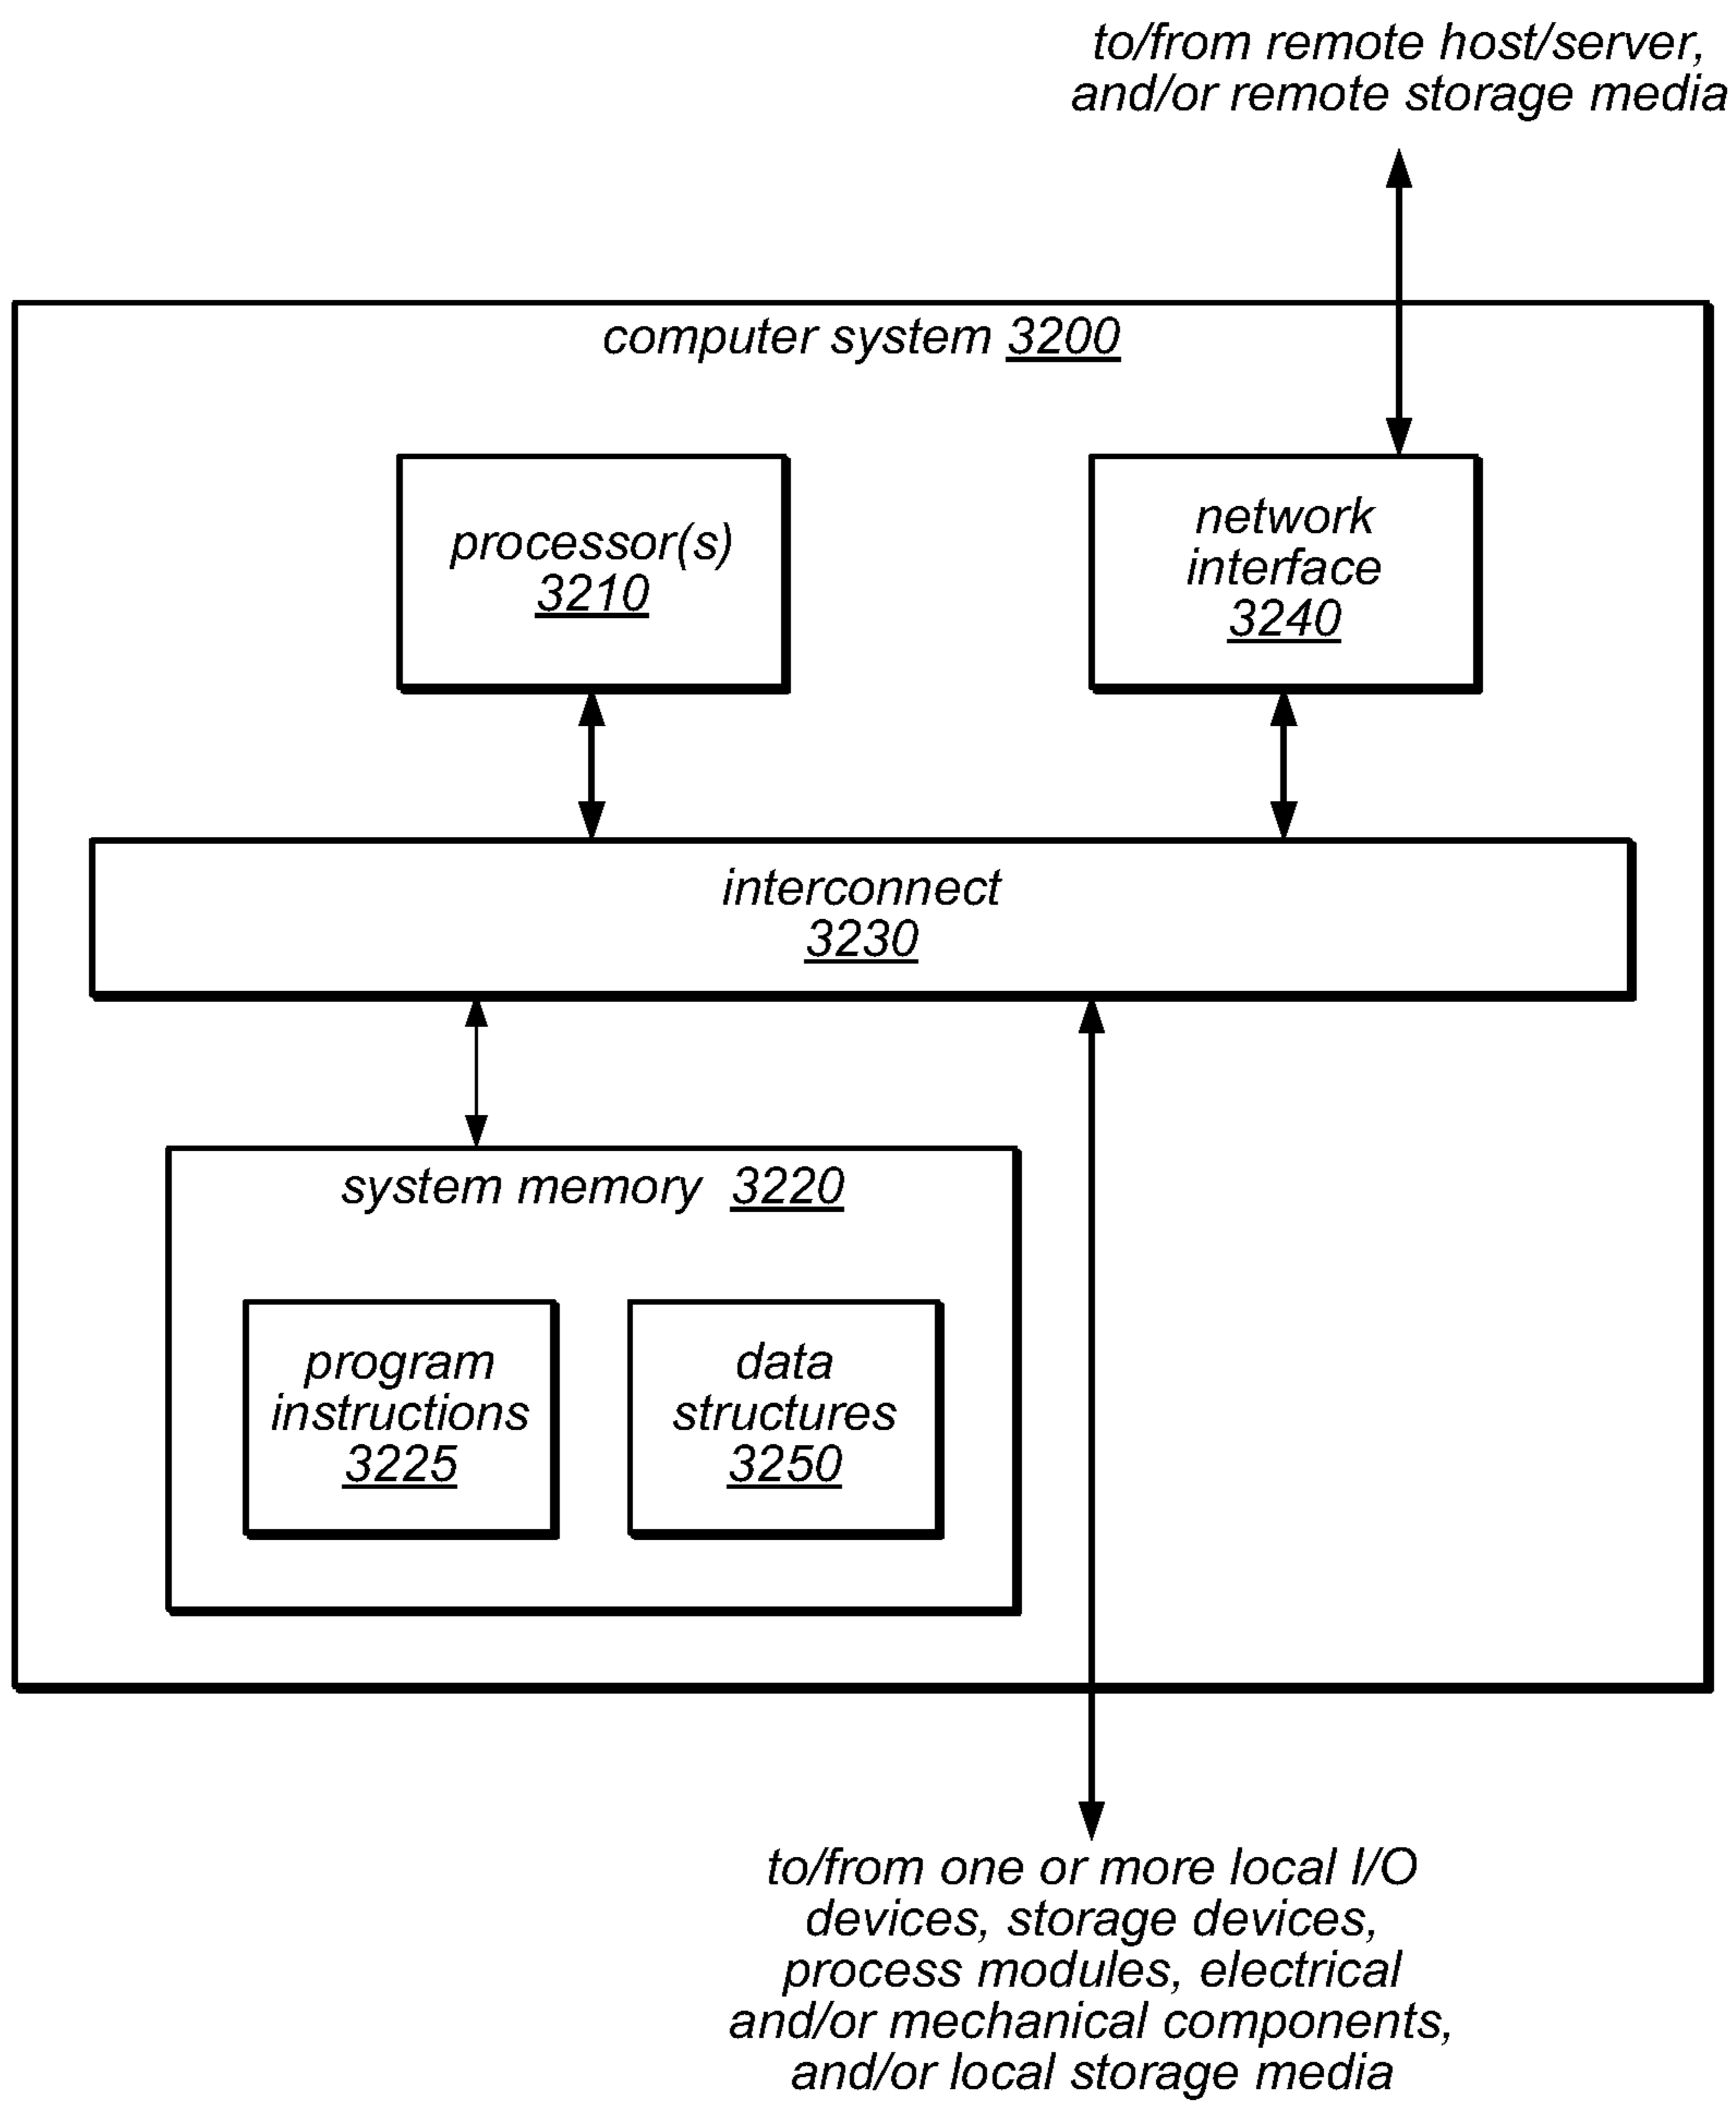 to/from remote host/server,
and/or remote storage media
computer system 3200
processor(s)
3210
network
interface
3240
interconnect
3230
system memory 3220
program
instructions
3225
data
structures
3250
to/from one or more local I/O
devices, storage devices,
process modules, electrical
and/or mechanical components,
and/or local storage media